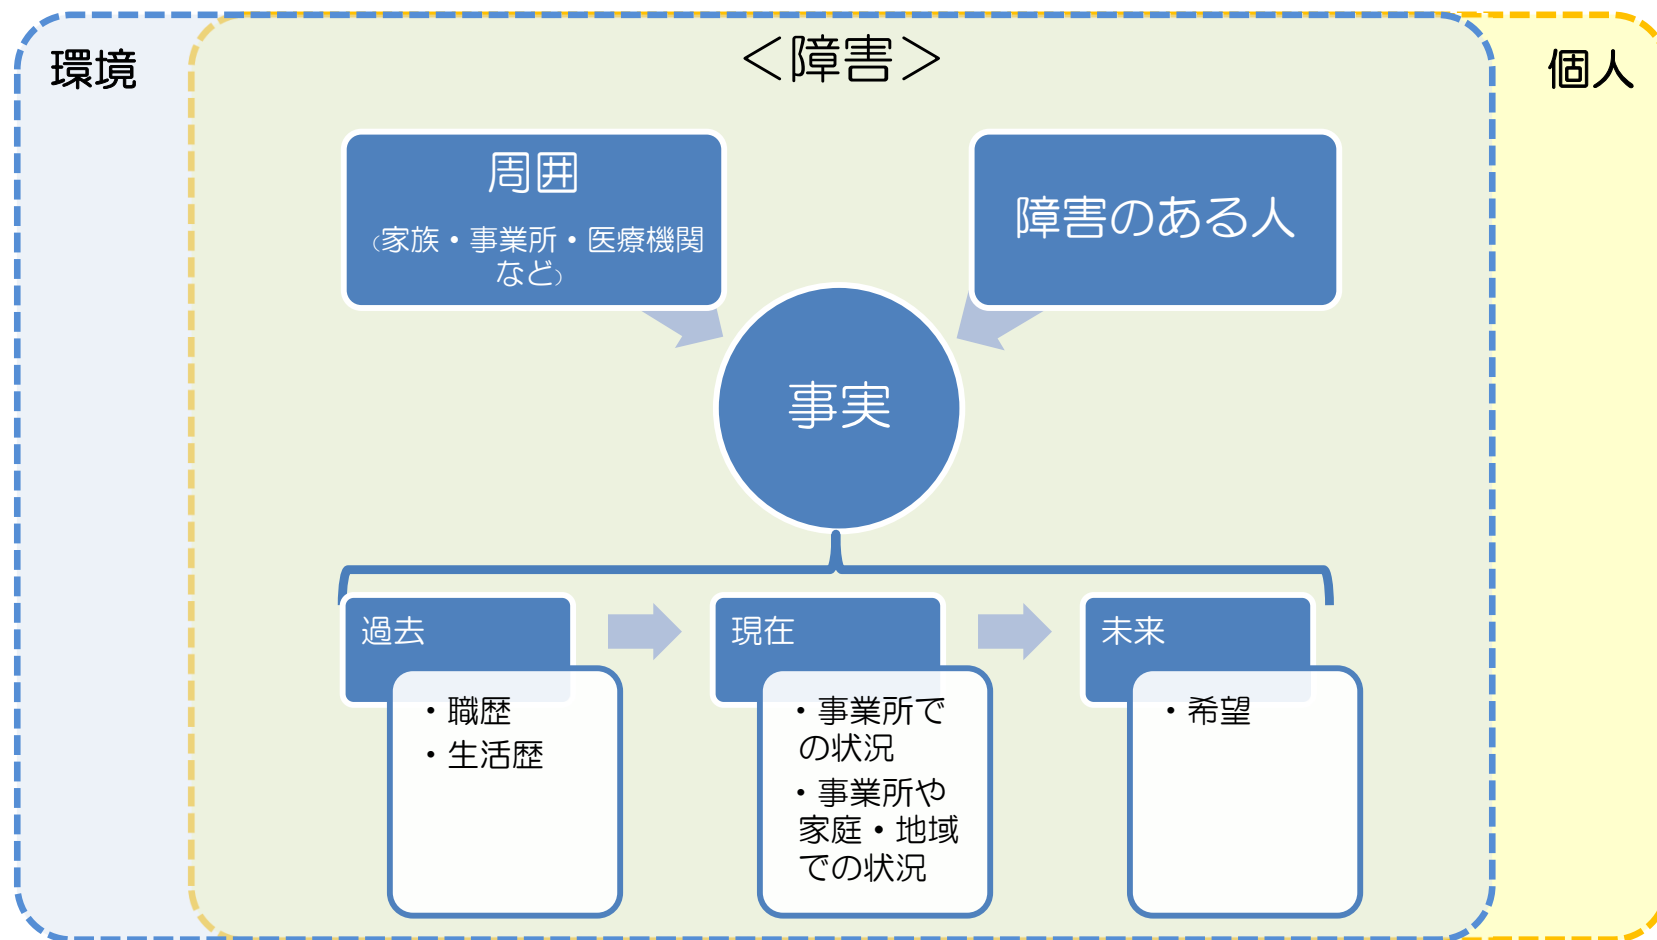 環境
＜障害＞
個人
周囲
（家族・事業所・医療機関
など）
障害のある人
事実
過去
・職歴
・生活歴
現在
・事業所で
の状況
・事業所や
家庭・地域
での状況
未来
・希望